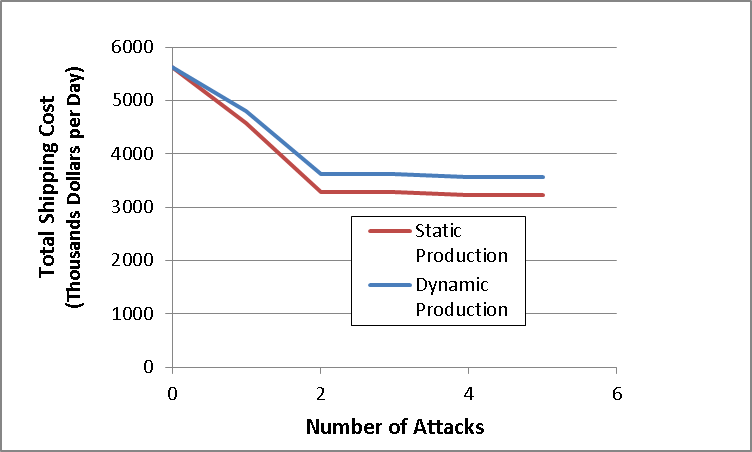 Total Shipping Cost
(Thousands Dollars per Day)
6000
5000
4000
3000
2000
1000
0
Static
Production
Dynamic
Production
0
2
4
6
Number of Attacks